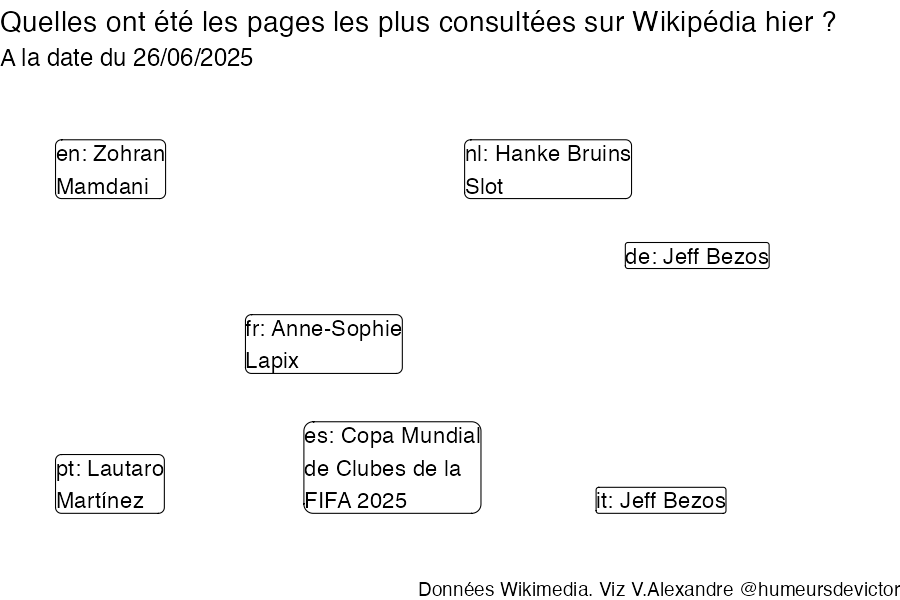 Quelles ont été les pages les plus consultées sur Wikipédia hier ?
A la date du 26/06/2025
en: Zohran
Mamdani
nl: Hanke Bruins
Slot
de: Jeff Bezos
fr: Anne-Sophie
Lapix
es: Copa Mundial
de Clubes de la
FIFA 2025
pt: Lautaro
Martínez
it: Jeff Bezos
Données Wikimedia. Viz V.Alexandre @humeursdevictor